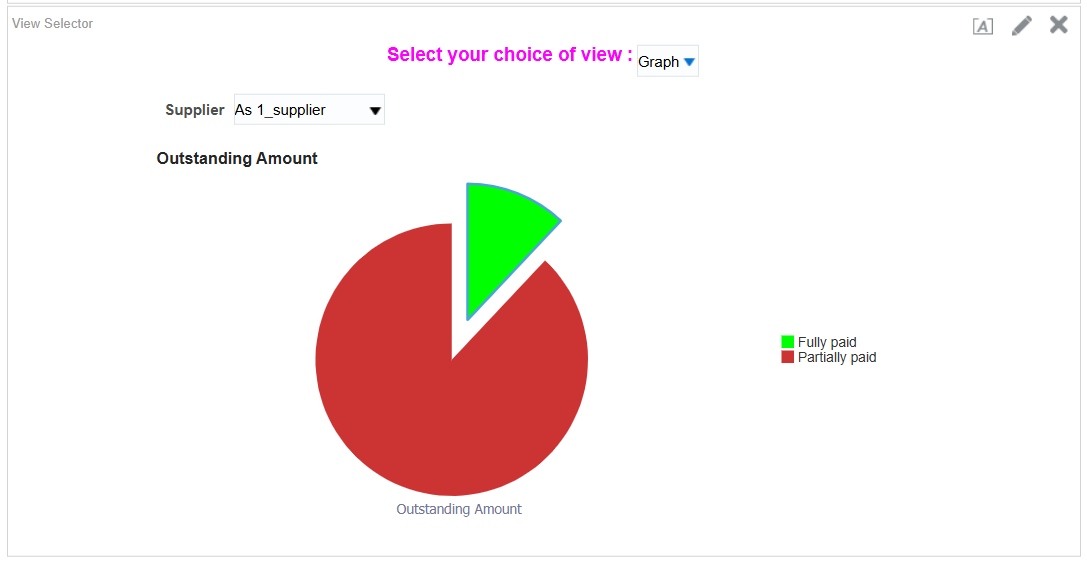 View Selector
[A]
Select your choice of view : Graph
Supplier As 1_supplier
Outstanding Amount
Fully paid
Partially paid
Outstanding Amount